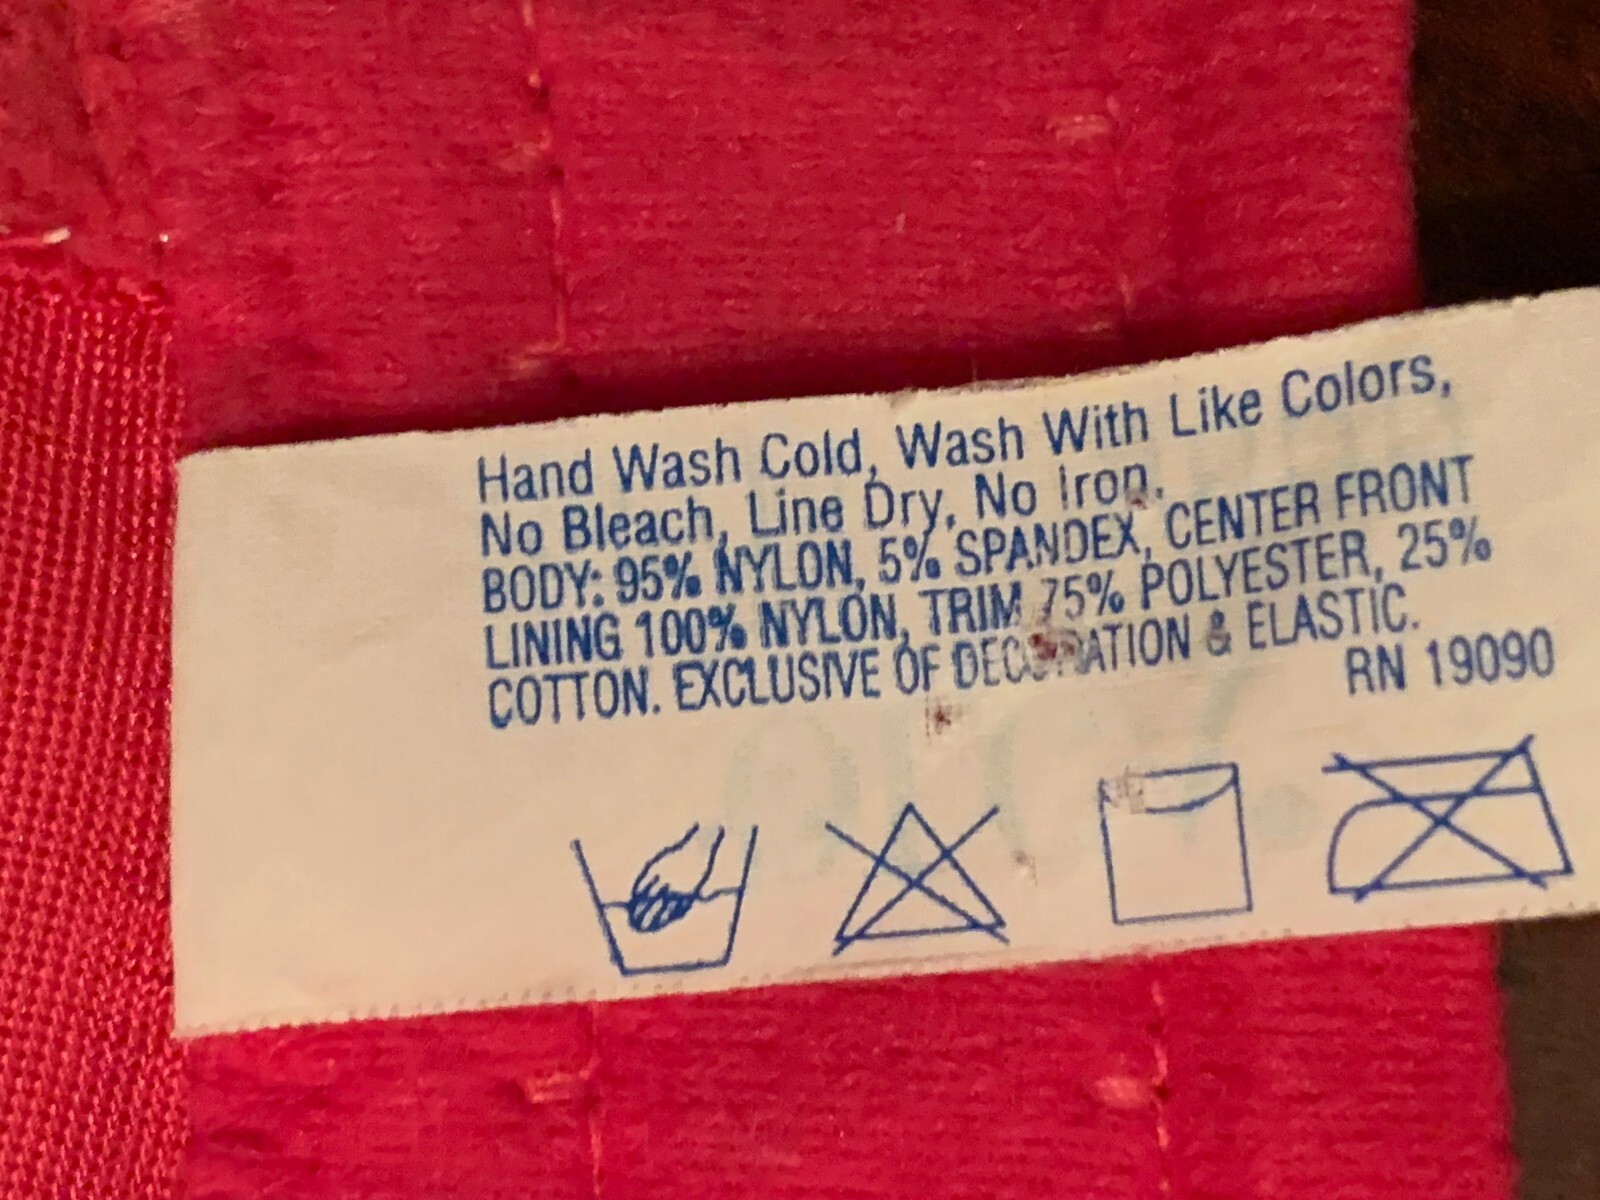 Hand Wash Cold, Wash With Like Colors,
No Bleach, Line Dry, No Iron.
BODY: 95% NYLON, 5% SPANDEX, CENTER FRONT
LINING 100% NYLON, TRIM 75% POLYESTER, 25%
COTTON. EXCLUSIVE OF DECORATION & ELASTIC.
RN 19090